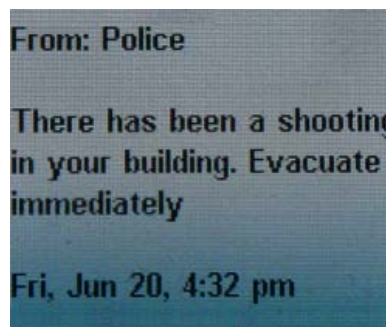 From: Police
There has been a shooting
in your building. Evacuate
immediately
Fri, Jun 20, 4:32 pm